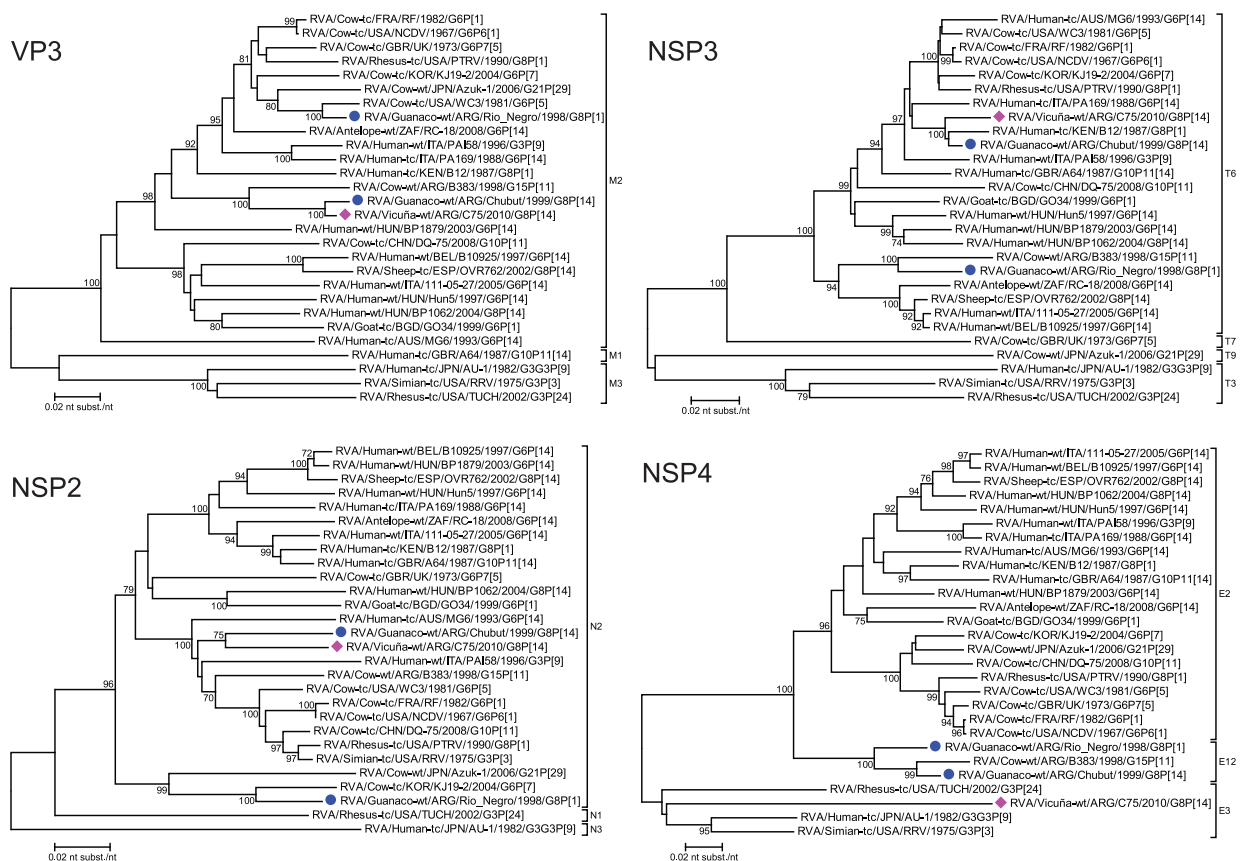 VP3
RVA/Cow-tc/FRA/RF/1982/G6P[1]
RVA/Cow-tc/USA/NCDV/1967/G6P6[1]
RVA/Cow-tc/GBR/UK/1973/G6P7[5]
RVA/Rhesus-tc/USA/PTRV/1990/G8P[1]
RVA/Cow-tc/KOR/KJ19-2/2004/G6P[7]
RVA/Cow-wt/JPN/Azuk-1/2006/G21P[29]
RVA/Cow-tc/USA/WC3/1981/G6P[5]
RVA/Guanaco-wt/ARG/Rio_Negro/1998/G8P[1]
RVA/Antelope-wt/ZAF/RC-18/2008/G6P[14]
RVA/Human-wt/ITA/PAI58/1996/G3P[9]
RVA/Human-tc/ITA/PA169/1988/G6P[14]
RVA/Human-tc/KEN/B12/1987/G8P[1]
RVA/Cow-wt/ARG/B383/1998/G15P[11]
RVA/Guanaco-wt/ARG/Chubut/1999/G8P[14]
RVA/Vicuña-wt/ARG/C75/2010/G8P[14]
RVA/Human-wt/HUN/BP1879/2003/G6P[14]
RVA/Cow-tc/CHN/DQ-75/2008/G10P[11]
RVA/Human-wt/BEL/B10925/1997/G6P[14]
RVA/Sheep-tc/ESP/OVR762/2002/G8P[14]
RVA/Human-wt/ITA/111-05-27/2005/G6P[14]
RVA/Human-wt/HUN/Hun5/1997/G6P[14]
RVA/Human-wt/HUN/BP1062/2004/G8P[14]
RVA/Goat-tc/BGD/GO34/1999/G6P[1]
RVA/Human-tc/AUS/MG6/1993/G6P[14]
RVA/Human-tc/GBR/A64/1987/G10P11[14]
RVA/Human-tc/JPN/AU-1/1982/G3G3P[9]
RVA/Simian-tc/USA/RRV/1975/G3P[3]
RVA/Rhesus-tc/USA/TUCH/2002/G3P[24]
99
81
80
100
95
92
100
98
100
100
98
100
80
100
100
M2
M1
M3
0.02 nt subst./nt
NSP3
RVA/Human-tc/AUS/MG6/1993/G6P[14]
RVA/Cow-tc/USA/WC3/1981/G6P[5]
RVA/Cow-tc/FRA/RF/1982/G6P[1]
RVA/Cow-tc/USA/NCDV/1967/G6P6[1]
RVA/Cow-tc/KOR/KJ19-2/2004/G6P[7]
RVA/Rhesus-tc/USA/PTRV/1990/G8P[1]
RVA/Human-tc/ITA/PA169/1988/G6P[14]
RVA/Vicuña-wt/ARG/C75/2010/G8P[14]
RVA/Human-tc/KEN/B12/1987/G8P[1]
RVA/Guanaco-wt/ARG/Chubut/1999/G8P[14]
RVA/Human-wt/ITA/PAI58/1996/G3P[9]
RVA/Human-tc/GBR/A64/1987/G10P11[14]
RVA/Cow-tc/CHN/DQ-75/2008/G10P[11]
RVA/Goat-tc/BGD/GO34/1999/G6P[1]
RVA/Human-wt/HUN/Hun5/1997/G6P[14]
RVA/Human-wt/HUN/BP1879/2003/G6P[14]
RVA/Human-wt/HUN/BP1062/2004/G8P[14]
RVA/Cow-wt/ARG/B383/1998/G15P[11]
RVA/Guanaco-wt/ARG/Rio_Negro/1998/G8P[1]
RVA/Antelope-wt/ZAF/RC-18/2008/G6P[14]
RVA/Sheep-tc/ESP/OVR762/2002/G8P[14]
RVA/Human-wt/ITA/111-05-27/2005/G6P[14]
RVA/Human-wt/BEL/B10925/1997/G6P[14]
RVA/Cow-tc/GBR/UK/1973/G6P7[5]
RVA/Cow-wt/JPN/Azuk-1/2006/G21P[29]
RVA/Human-tc/JPN/AU-1/1982/G3G3P[9]
RVA/Simian-tc/USA/RRV/1975/G3P[3]
RVA/Rhesus-tc/USA/TUCH/2002/G3P[24]
100
99
97
100
94
99
99
74
100
100
100
94
100
92
92
100
79
T6
T7
T9
T3
0.02 nt subst./nt
NSP2
RVA/Human-wt/BEL/B10925/1997/G6P[14]
RVA/Human-wt/HUN/BP1879/2003/G6P[14]
RVA/Sheep-tc/ESP/OVR762/2002/G8P[14]
RVA/Human-wt/HUN/Hun5/1997/G6P[14]
RVA/Human-tc/ITA/PA169/1988/G6P[14]
RVA/Antelope-wt/ZAF/RC-18/2008/G6P[14]
RVA/Human-wt/ITA/111-05-27/2005/G6P[14]
RVA/Human-tc/KEN/B12/1987/G8P[1]
RVA/Human-tc/GBR/A64/1987/G10P11[14]
RVA/Cow-tc/GBR/UK/1973/G6P7[5]
RVA/Human-wt/HUN/BP1062/2004/G8P[14]
RVA/Goat-tc/BGD/GO34/1999/G6P[1]
RVA/Human-tc/AUS/MG6/1993/G6P[14]
RVA/Guanaco-wt/ARG/Chubut/1999/G8P[14]
RVA/Vicuña-wt/ARG/C75/2010/G8P[14]
RVA/Human-wt/ITA/PAI58/1996/G3P[9]
RVA/Cow-wt/ARG/B383/1998/G15P[11]
RVA/Cow-tc/USA/WC3/1981/G6P[5]
RVA/Cow-tc/FRA/RF/1982/G6P[1]
RVA/Cow-tc/USA/NCDV/1967/G6P6[1]
RVA/Cow-tc/CHN/DQ-75/2008/G10P[11]
RVA/Rhesus-tc/USA/PTRV/1990/G8P[1]
RVA/Simian-tc/USA/RRV/1975/G3P[3]
RVA/Cow-wt/JPN/Azuk-1/2006/G21P[29]
RVA/Cow-tc/KOR/KJ19-2/2004/G6P[7]
RVA/Guanaco-wt/ARG/Rio_Negro/1998/G8P[1]
RVA/Rhesus-tc/USA/TUCH/2002/G3P[24]
RVA/Human-tc/JPN/AU-1/1982/G3G3P[9]
72
100
94
100
94
99
79
100
75
100
70
100
100
97
97
96
99
100
N2
N1
N3
0.02 nt subst./nt
NSP4
RVA/Human-wt/ITA/111-05-27/2005/G6P[14]
RVA/Human-wt/BEL/B10925/1997/G6P[14]
RVA/Sheep-tc/ESP/OVR762/2002/G8P[14]
RVA/Human-wt/HUN/BP1062/2004/G8P[14]
RVA/Human-wt/HUN/Hun5/1997/G6P[14]
RVA/Human-wt/ITA/PAI58/1996/G3P[9]
RVA/Human-tc/ITA/PA169/1988/G6P[14]
RVA/Human-tc/AUS/MG6/1993/G6P[14]
RVA/Human-tc/KEN/B12/1987/G8P[1]
RVA/Human-tc/GBR/A64/1987/G10P11[14]
RVA/Human-wt/HUN/BP1879/2003/G6P[14]
RVA/Antelope-wt/ZAF/RC-18/2008/G6P[14]
RVA/Goat-tc/BGD/GO34/1999/G6P[1]
RVA/Cow-tc/KOR/KJ19-2/2004/G6P[7]
RVA/Cow-wt/JPN/Azuk-1/2006/G21P[29]
RVA/Cow-tc/CHN/DQ-75/2008/G10P[11]
RVA/Rhesus-tc/USA/PTRV/1990/G8P[1]
RVA/Cow-tc/USA/WC3/1981/G6P[5]
RVA/Cow-tc/GBR/UK/1973/G6P7[5]
RVA/Cow-tc/FRA/RF/1982/G6P[1]
RVA/Cow-tc/USA/NCDV/1967/G6P6[1]
RVA/Guanaco-wt/ARG/Rio_Negro/1998/G8P[1]
RVA/Cow-wt/ARG/B383/1998/G15P[11]
RVA/Guanaco-wt/ARG/Chubut/1999/G8P[14]
RVA/Rhesus-tc/USA/TUCH/2002/G3P[24]
RVA/Vicuña-wt/ARG/C75/2010/G8P[14]
RVA/Human-tc/JPN/AU-1/1982/G3G3P[9]
RVA/Simian-tc/USA/RRV/1975/G3P[3]
97
98
76
94
92
100
97
75
96
100
99
94
96
100
100
99
95
E2
E12
E3
0.02 nt subst./nt